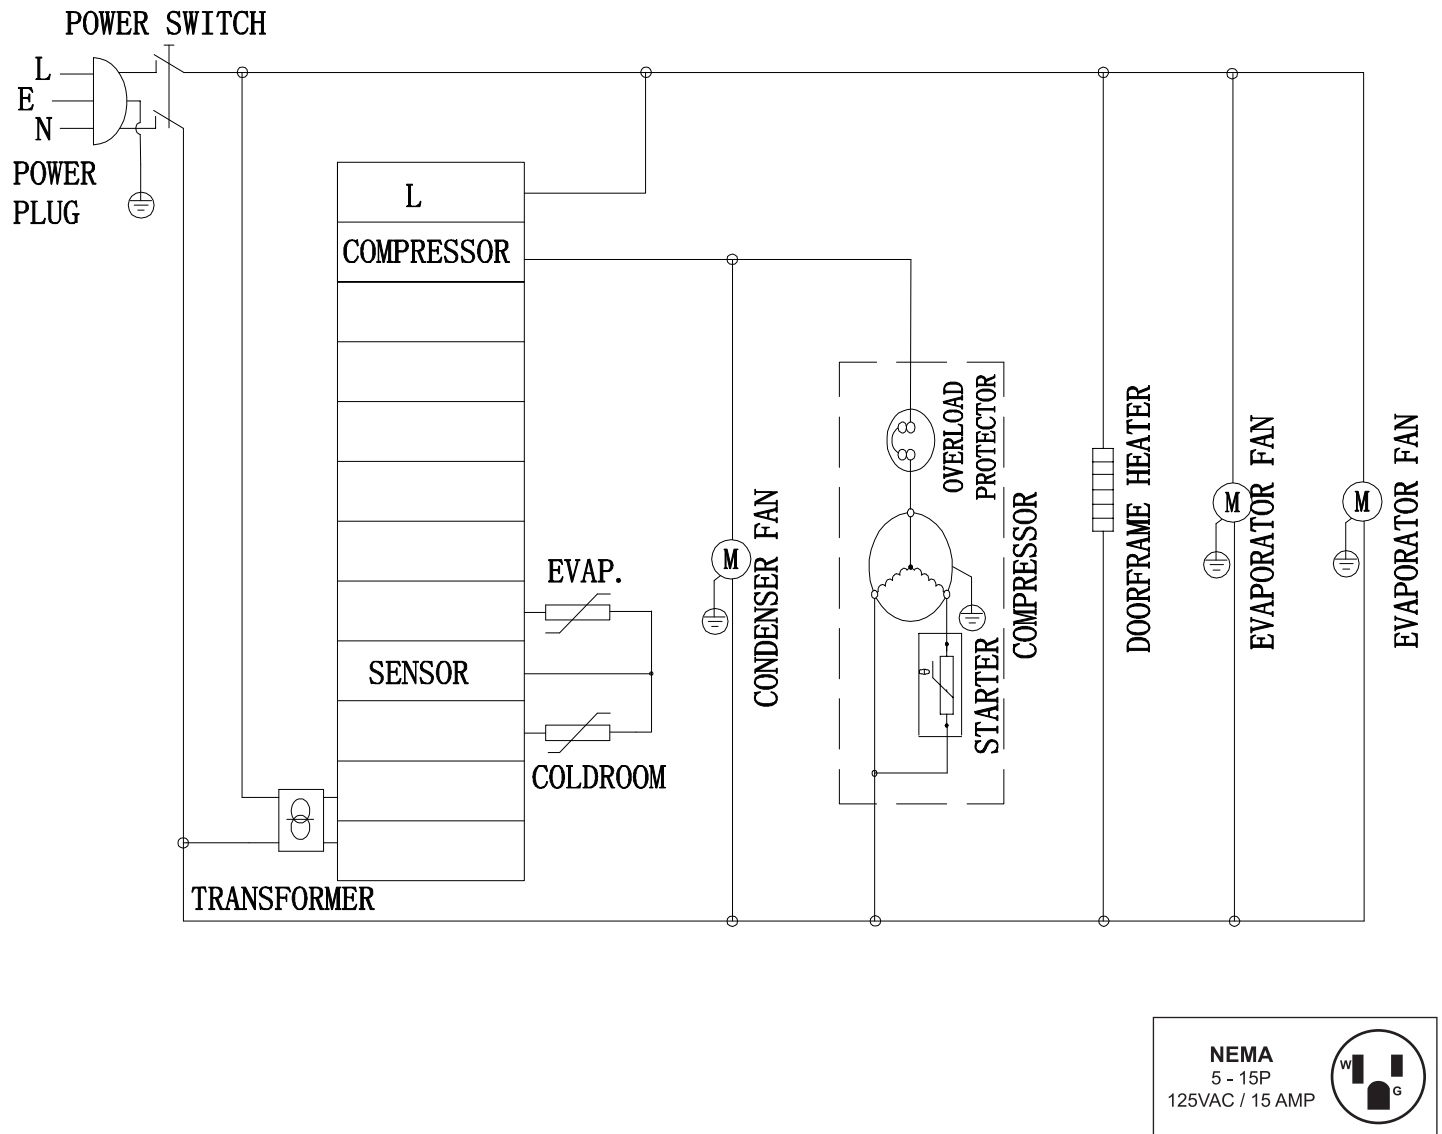 POWER SWITCH
L
E
N
POWER
PLUG
L
COMPRESSOR
EVAP.
SENSOR
COLDROOM
TRANSFORMER
M
CONDENSER FAN
OVERLOAD
PROTECTOR
θ
STARTER
COMPRESSOR
DOORFRAME HEATER
M
EVAPORATOR FAN
M
EVAPORATOR FAN
NEMA
5 - 15P
125VAC / 15 AMP
W
G